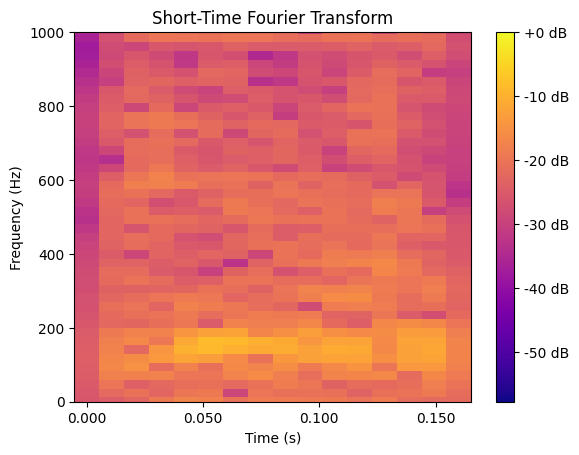 Short-Time Fourier Transform
1000
800
600
400
200
0
Frequency (Hz)
0.000
0.050
0.100
0.150
Time (s)
+0 dB
-10 dB
-20 dB
-30 dB
-40 dB
-50 dB